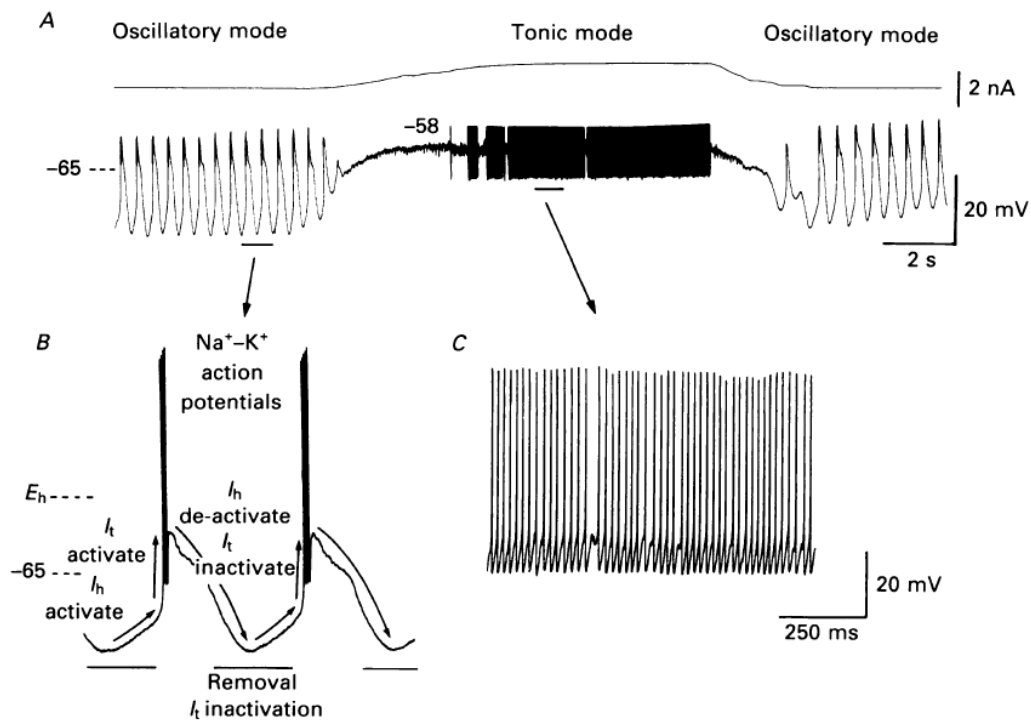 A
Oscillatory mode
Tonic mode
Oscillatory mode
2 nA
−58
−65
20 mV
2 s
B
Na⁺–K⁺
action
potentials
Eh
It
activate
Ih
de-activate
It
inactivate
−65
Ih
activate
Removal
It inactivation
C
20 mV
250 ms